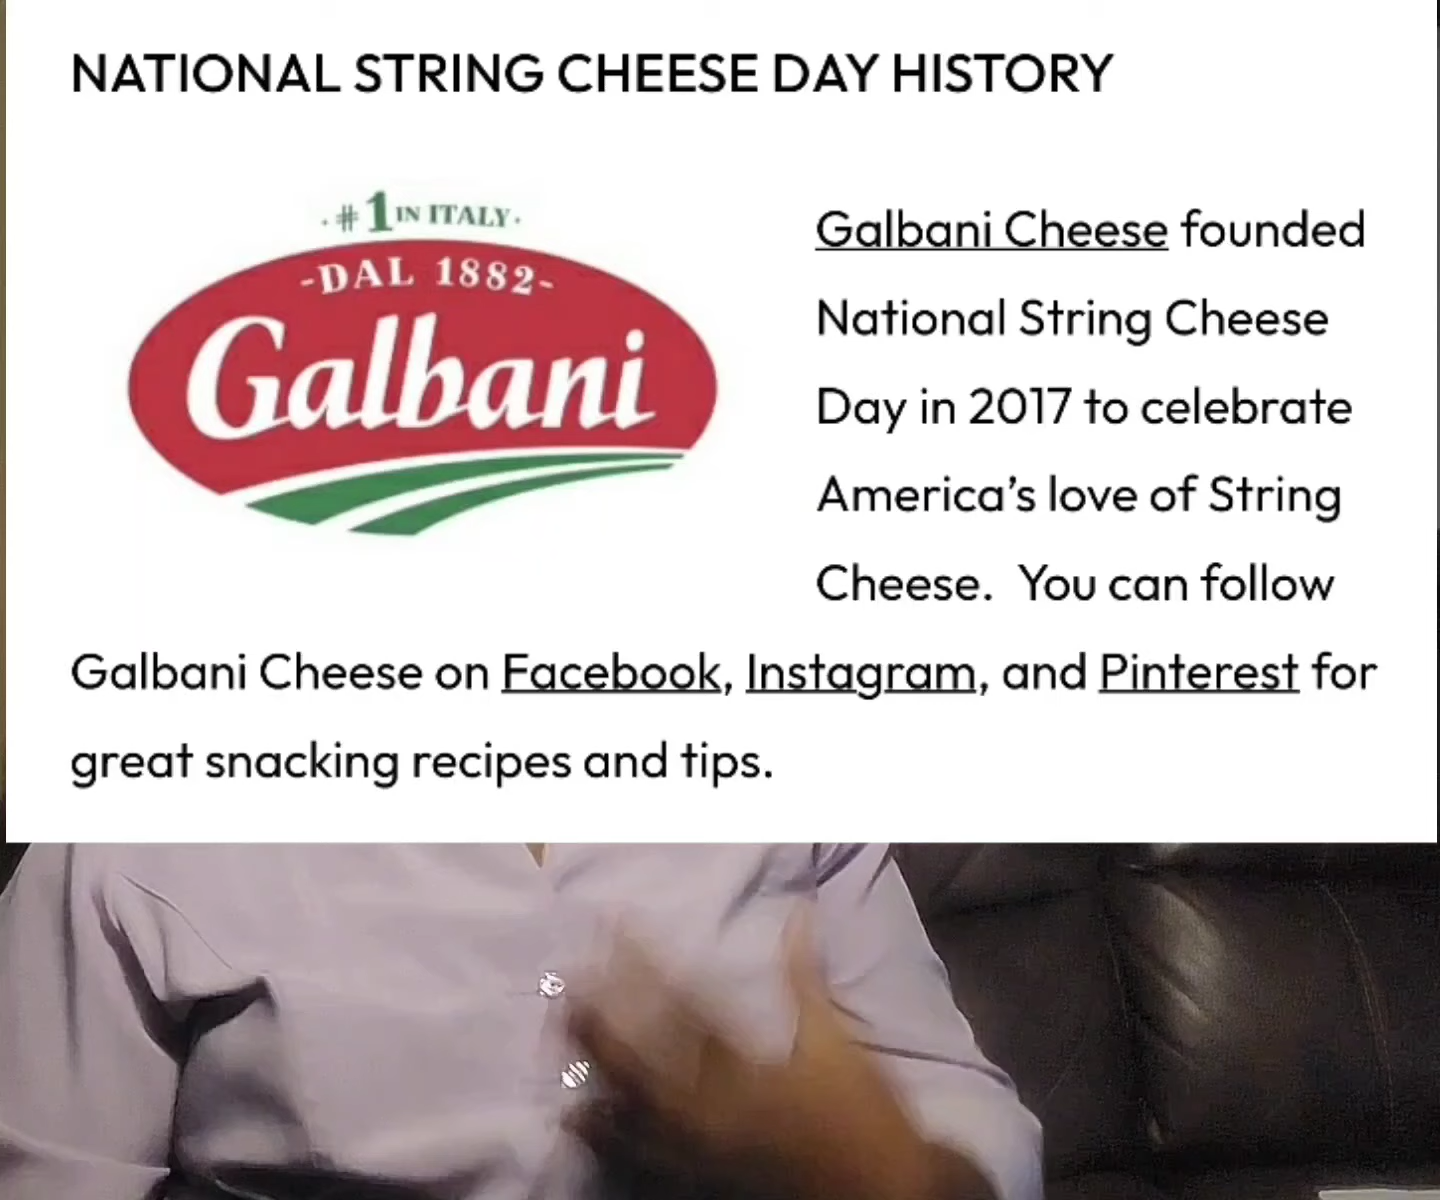 NATIONAL STRING CHEESE DAY HISTORY
· #1 IN ITALY ·
-DAL 1882-
Galbani
Galbani Cheese founded
National String Cheese
Day in 2017 to celebrate
America’s love of String
Cheese.  You can follow
Galbani Cheese on Facebook, Instagram, and Pinterest for
great snacking recipes and tips.